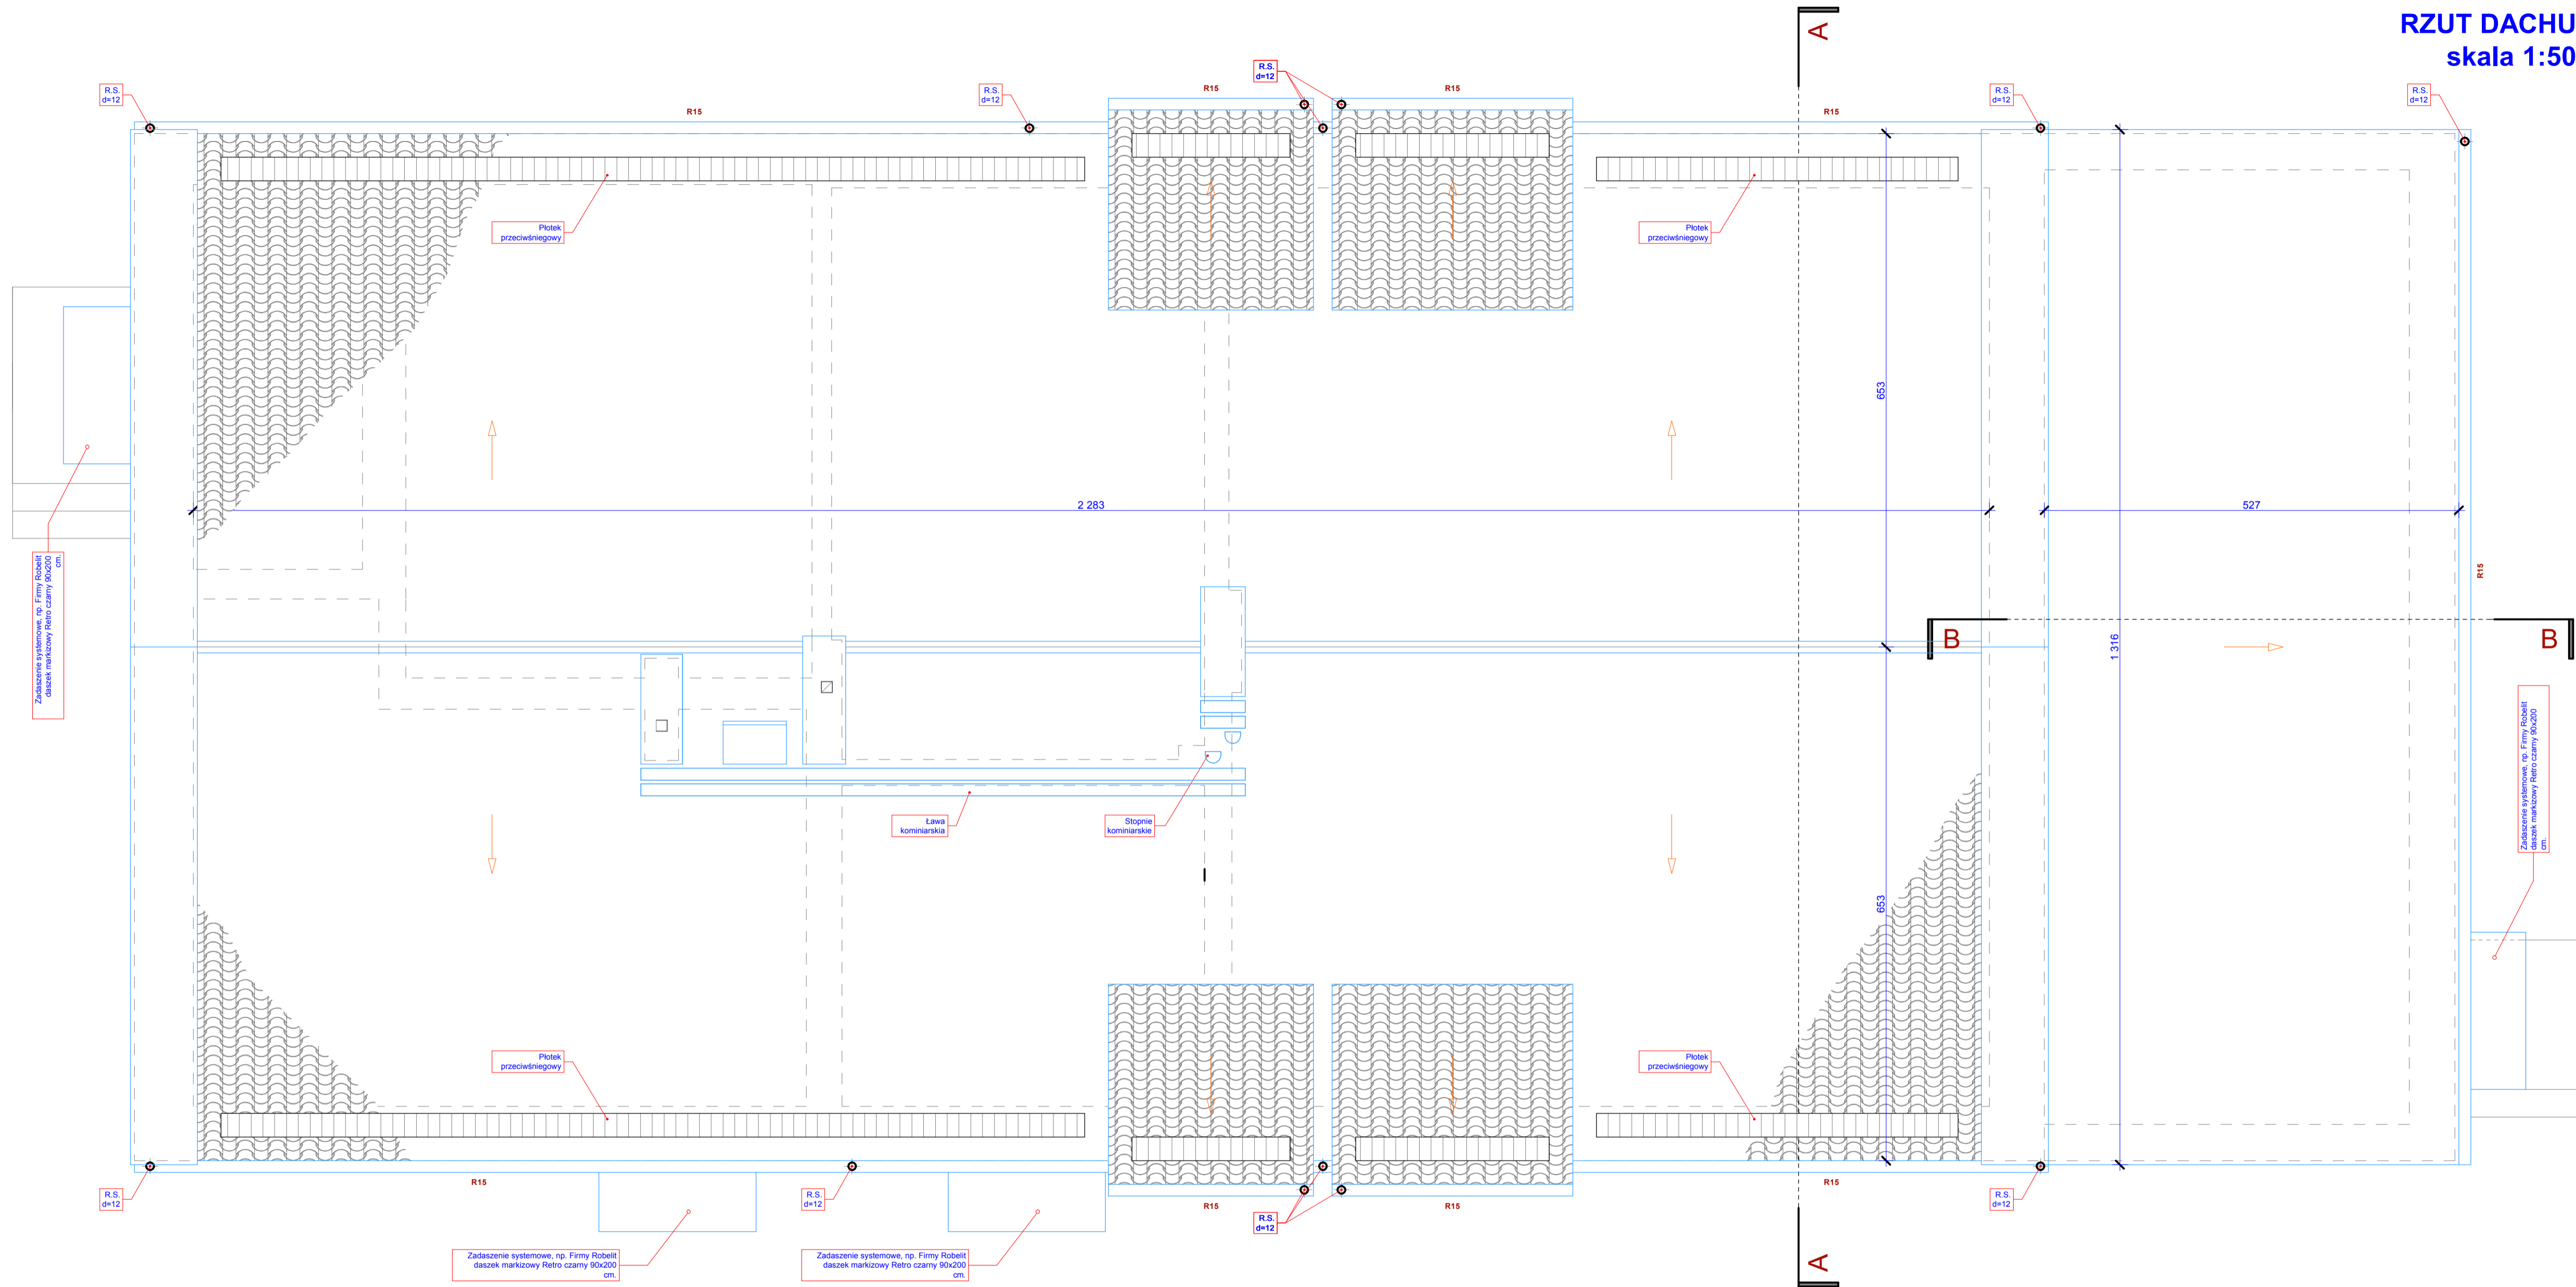 RZUT DACHU
skala 1:50
A
R.S.
d=12
R15
R.S.
d=12
R15
R.S.
d=12
R15
R15
R.S.
d=12
R.S.
d=12
Płotek
przeciwśniegowy
Płotek
przeciwśniegowy
653
2 283
527
Zadaszenie systemowe, np. Firmy Robelit
daszek markizowy Retro czarny 90x200
cm.
R15
B
1 316
B
Zadaszenie systemowe, np. Firmy Robelit
daszek markizowy Retro czarny 90x200
cm.
Ława
kominiarska
Stopnie
kominiarskie
653
Płotek
przeciwśniegowy
Płotek
przeciwśniegowy
R.S.
d=12
R15
R.S.
d=12
R15
R.S.
d=12
R15
R15
R.S.
d=12
Zadaszenie systemowe, np. Firmy Robelit
daszek markizowy Retro czarny 90x200
cm.
Zadaszenie systemowe, np. Firmy Robelit
daszek markizowy Retro czarny 90x200
cm.
A